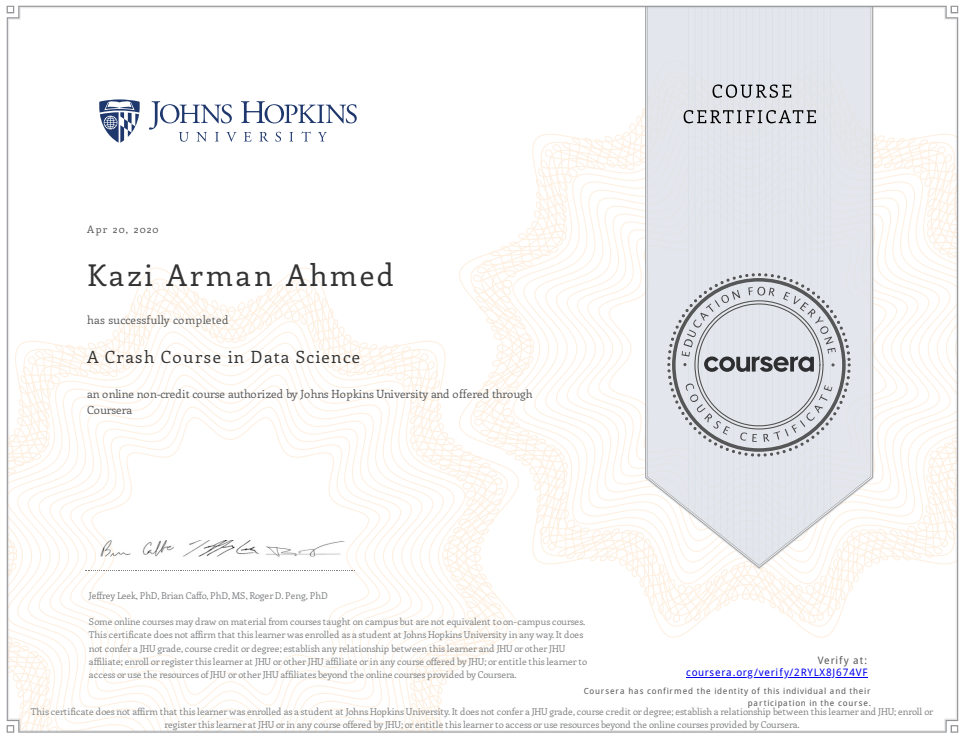 JOHNS HOPKINS
UNIVERSITY
COURSE
CERTIFICATE
Apr 20, 2020
Kazi Arman Ahmed
has successfully completed
A Crash Course in Data Science
an online non-credit course authorized by Johns Hopkins University and offered through
Coursera
EDUCATION FOR EVERYONE
coursera
COURSE CERTIFICATE
Jeffrey Leek, PhD, Brian Caffo, PhD, MS, Roger D. Peng, PhD
Some online courses may draw on material from courses taught on campus but are not equivalent to on-campus courses.
This certificate does not affirm that this learner was enrolled as a student at Johns Hopkins University in any way. It does
not confer a JHU grade, course credit or degree; establish any relationship between this learner and JHU or other JHU
affiliate; enroll or register this learner at JHU or other JHU affiliate or in any course offered by JHU; or entitle this learner to
access or use the resources of JHU or other JHU affiliates beyond the online courses provided by Coursera.
Verify at:
coursera.org/verify/2RYLX8J674VF
Coursera has confirmed the identity of this individual and their
participation in the course.
This certificate does not affirm that this learner was enrolled as a student at Johns Hopkins University. It does not confer a JHU grade, course credit or degree; establish a relationship between this learner and JHU; enroll or
register this learner at JHU or in any course offered by JHU; or entitle this learner to access or use resources beyond the online courses provided by Coursera.